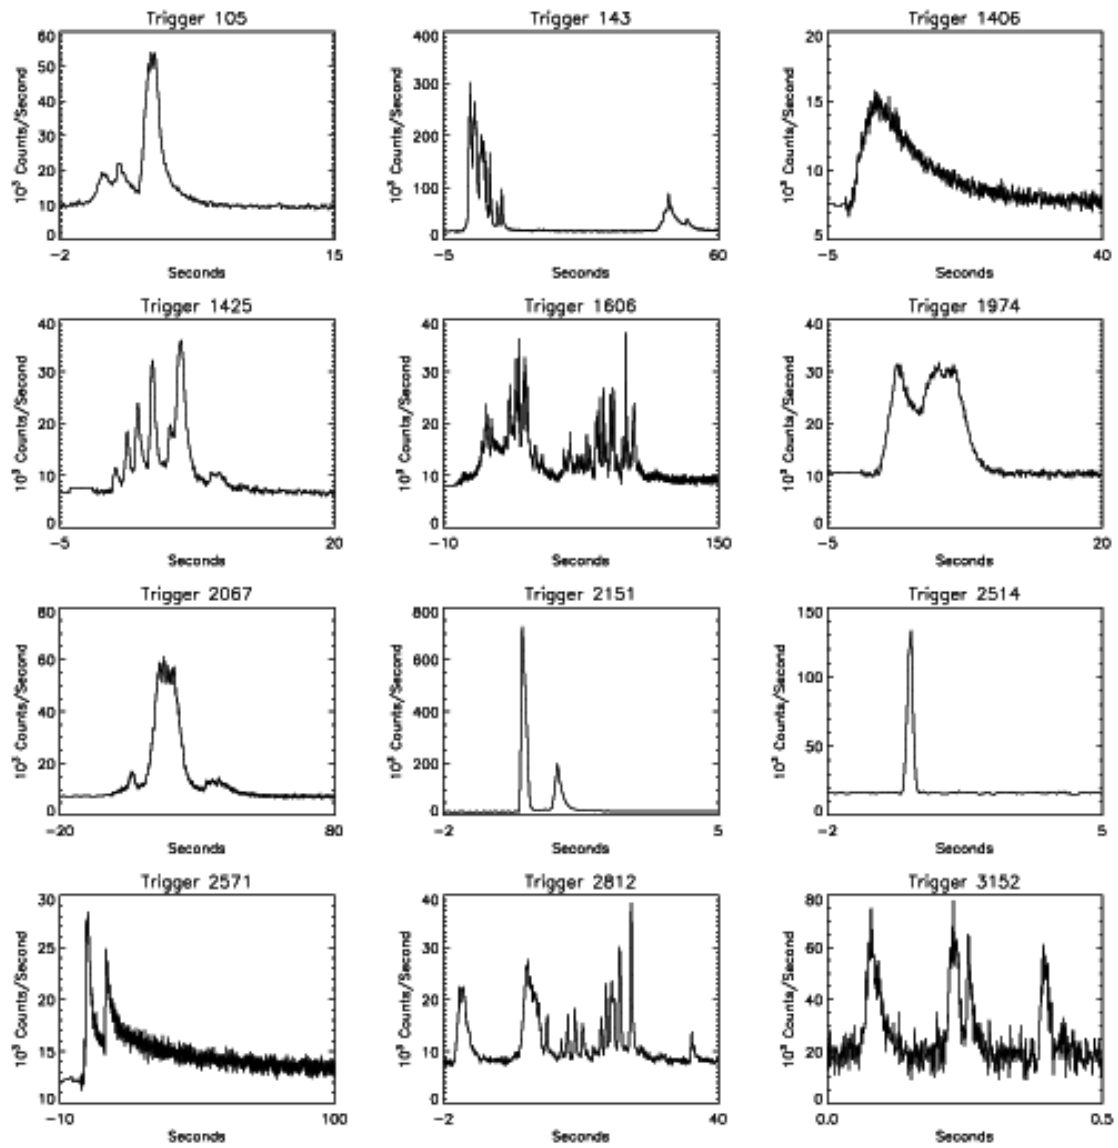 Trigger 105
Trigger 143
Trigger 1406
60
50
40
30
20
10
0
10³ Counts/Second
-2
15
Seconds
400
300
200
100
0
10³ Counts/Second
-5
60
Seconds
20
15
10
5
10³ Counts/Second
-5
40
Seconds
Trigger 1425
Trigger 1606
Trigger 1974
40
30
20
10
0
10³ Counts/Second
-5
20
Seconds
40
30
20
10
0
10³ Counts/Second
-10
150
Seconds
40
30
20
10
0
10³ Counts/Second
-5
20
Seconds
Trigger 2067
Trigger 2151
Trigger 2514
80
60
40
20
0
10³ Counts/Second
-20
80
Seconds
800
600
400
200
0
10³ Counts/Second
-2
5
Seconds
150
100
50
0
10³ Counts/Second
-2
5
Seconds
Trigger 2571
Trigger 2812
Trigger 3152
30
25
20
15
10
10³ Counts/Second
-10
100
Seconds
40
30
20
10
0
10³ Counts/Second
-2
40
Seconds
80
60
40
20
0
10³ Counts/Second
0.0
0.5
Seconds